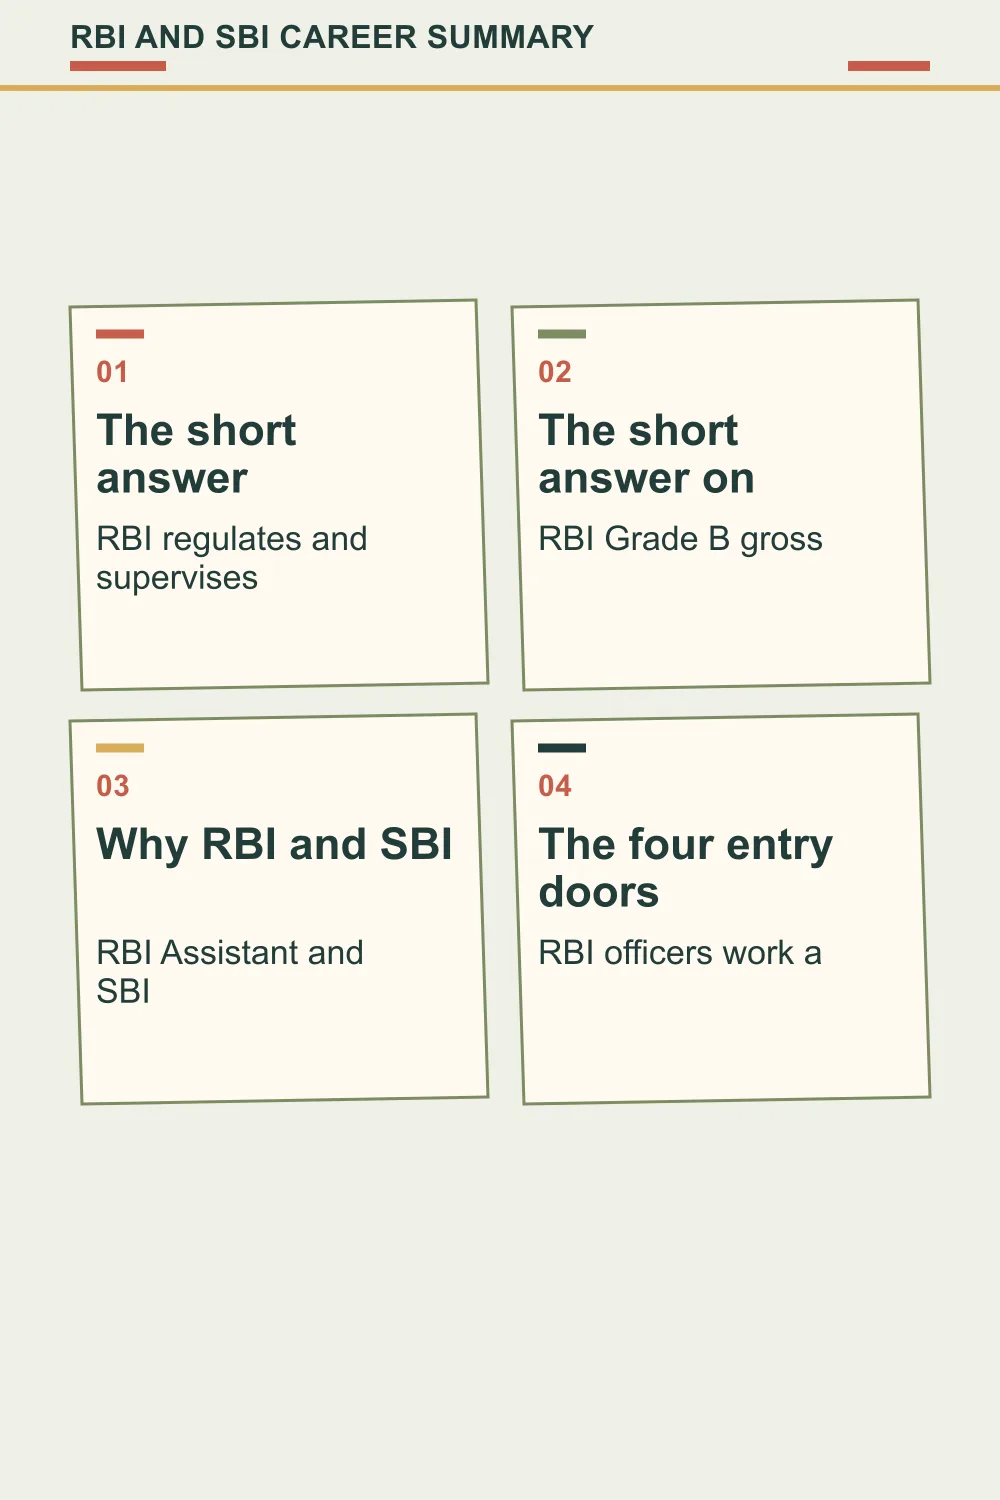 RBI AND SBI CAREER SUMMARY
01
The short
answer
RBI regulates and
supervises
02
The short
answer on
RBI Grade B gross
03
Why RBI and SBI
RBI Assistant and
SBI
04
The four entry
doors
RBI officers work a